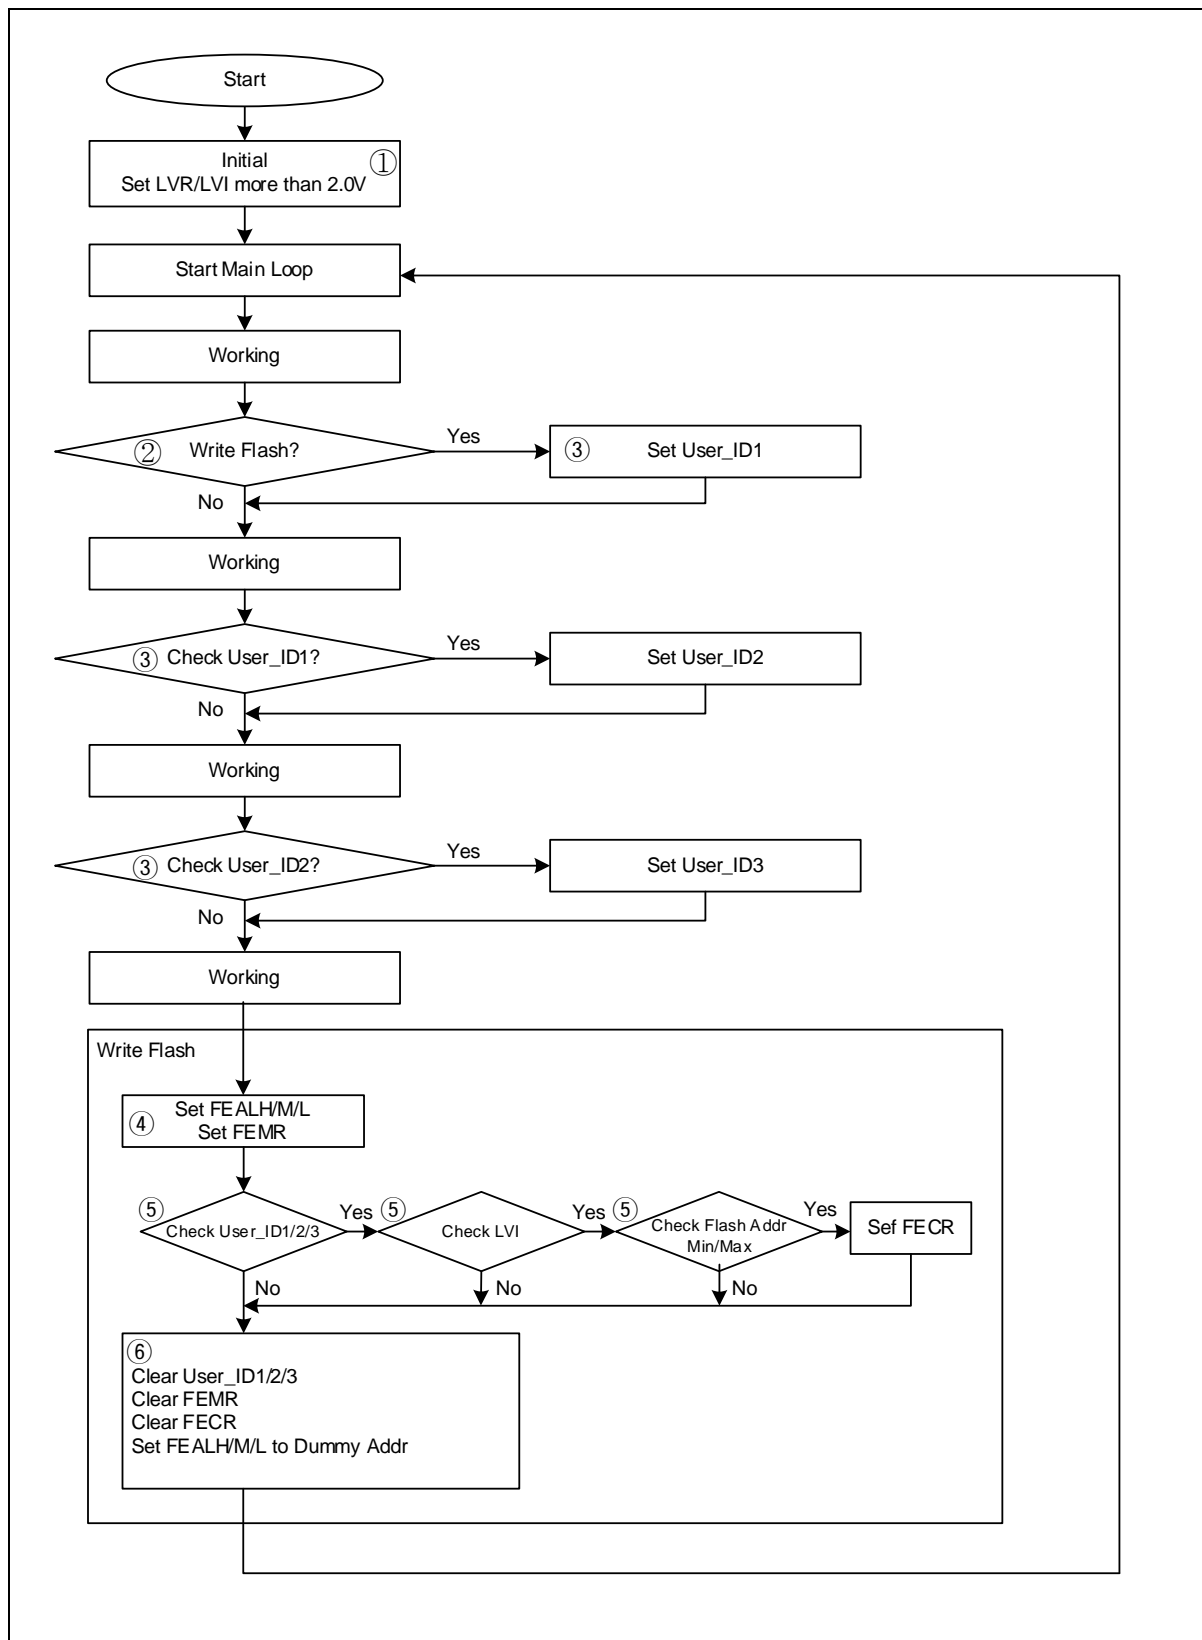 Start
Initial
①
Set LVR/LVI more than 2.0V
Start Main Loop
Working
② Write Flash?
Yes
③ Set User_ID1
No
Working
③ Check User_ID1?
Yes
Set User_ID2
No
Working
③ Check User_ID2?
Yes
Set User_ID3
No
Working
Write Flash
④
Set FEALH/M/L
Set FEMR
⑤
Check User_ID1/2/3
Yes
⑤
Check LVI
Yes
⑤
Check Flash Addr
Min/Max
Yes
Sef FECR
No
No
No
⑥
Clear User_ID1/2/3
Clear FEMR
Clear FECR
Set FEALH/M/L to Dummy Addr